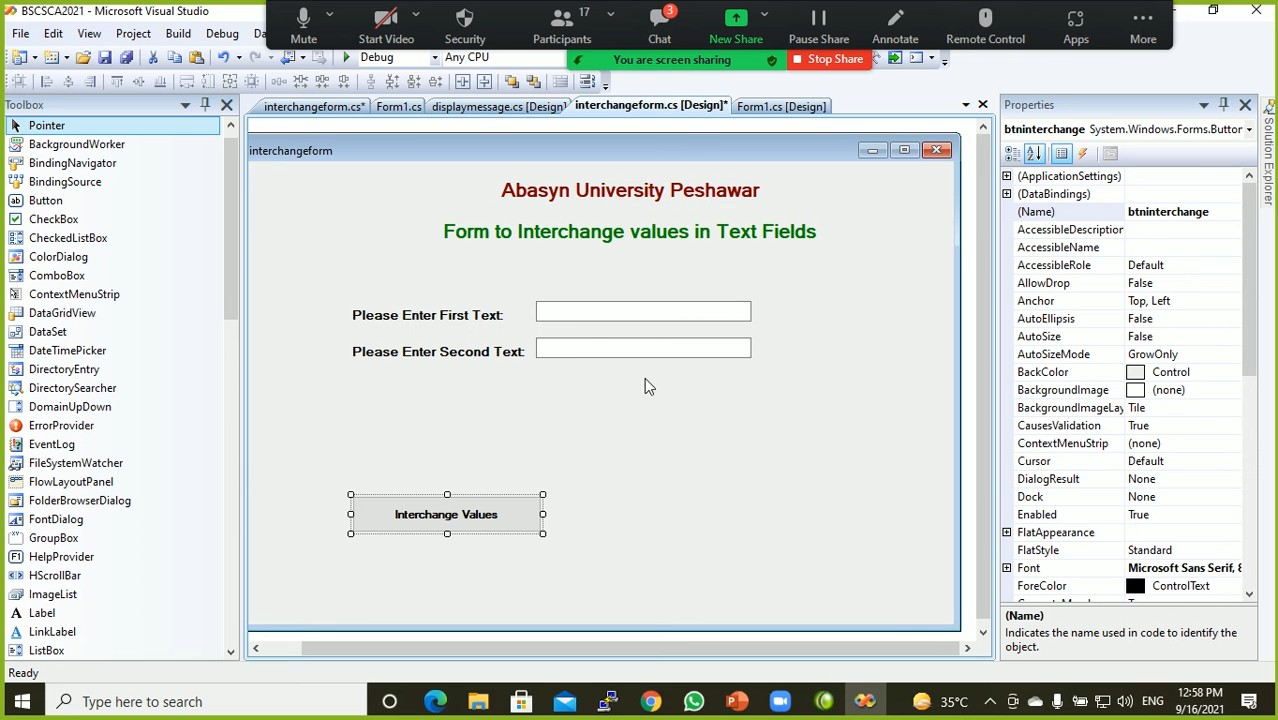 BSCSCA2021 - Microsoft Visual Studio
File Edit View Project Build Debug
Mute Start Video Security 17 Participants 3 Chat New Share Pause Share Annotate Remote Control Apps More
You are screen sharing Stop Share
Debug Any CPU
Toolbox
Pointer
BackgroundWorker
BindingNavigator
BindingSource
Button
CheckBox
CheckedListBox
ColorDialog
ComboBox
ContextMenuStrip
DataGridView
DataSet
DateTimePicker
DirectoryEntry
DirectorySearcher
DomainUpDown
ErrorProvider
EventLog
FileSystemWatcher
FlowLayoutPanel
FolderBrowserDialog
FontDialog
GroupBox
HelpProvider
HScrollBar
ImageList
Label
LinkLabel
ListBox
interchangeform.cs* Form1.cs displaymessage.cs [Design]* interchangeform.cs [Design]* Form1.cs [Design]
interchangeform
Abasyn University Peshawar
Form to Interchange values in Text Fields
Please Enter First Text:
Please Enter Second Text:
Interchange Values
Properties
btninterchange System.Windows.Forms.Button
(ApplicationSettings)
(DataBindings)
(Name) btninterchange
AccessibleDescription
AccessibleName
AccessibleRole Default
AllowDrop False
Anchor Top, Left
AutoEllipsis False
AutoSize False
AutoSizeMode GrowOnly
BackColor Control
BackgroundImage (none)
BackgroundImageLay Tile
CausesValidation True
ContextMenuStrip (none)
Cursor Default
DialogResult None
Dock None
Enabled True
FlatAppearance
FlatStyle Standard
Font Microsoft Sans Serif, 8
ForeColor ControlText
(Name)
Indicates the name used in code to identify the
object.
Solution Explorer
Ready
Type here to search
35°C ENG 12:58 PM
9/16/2021